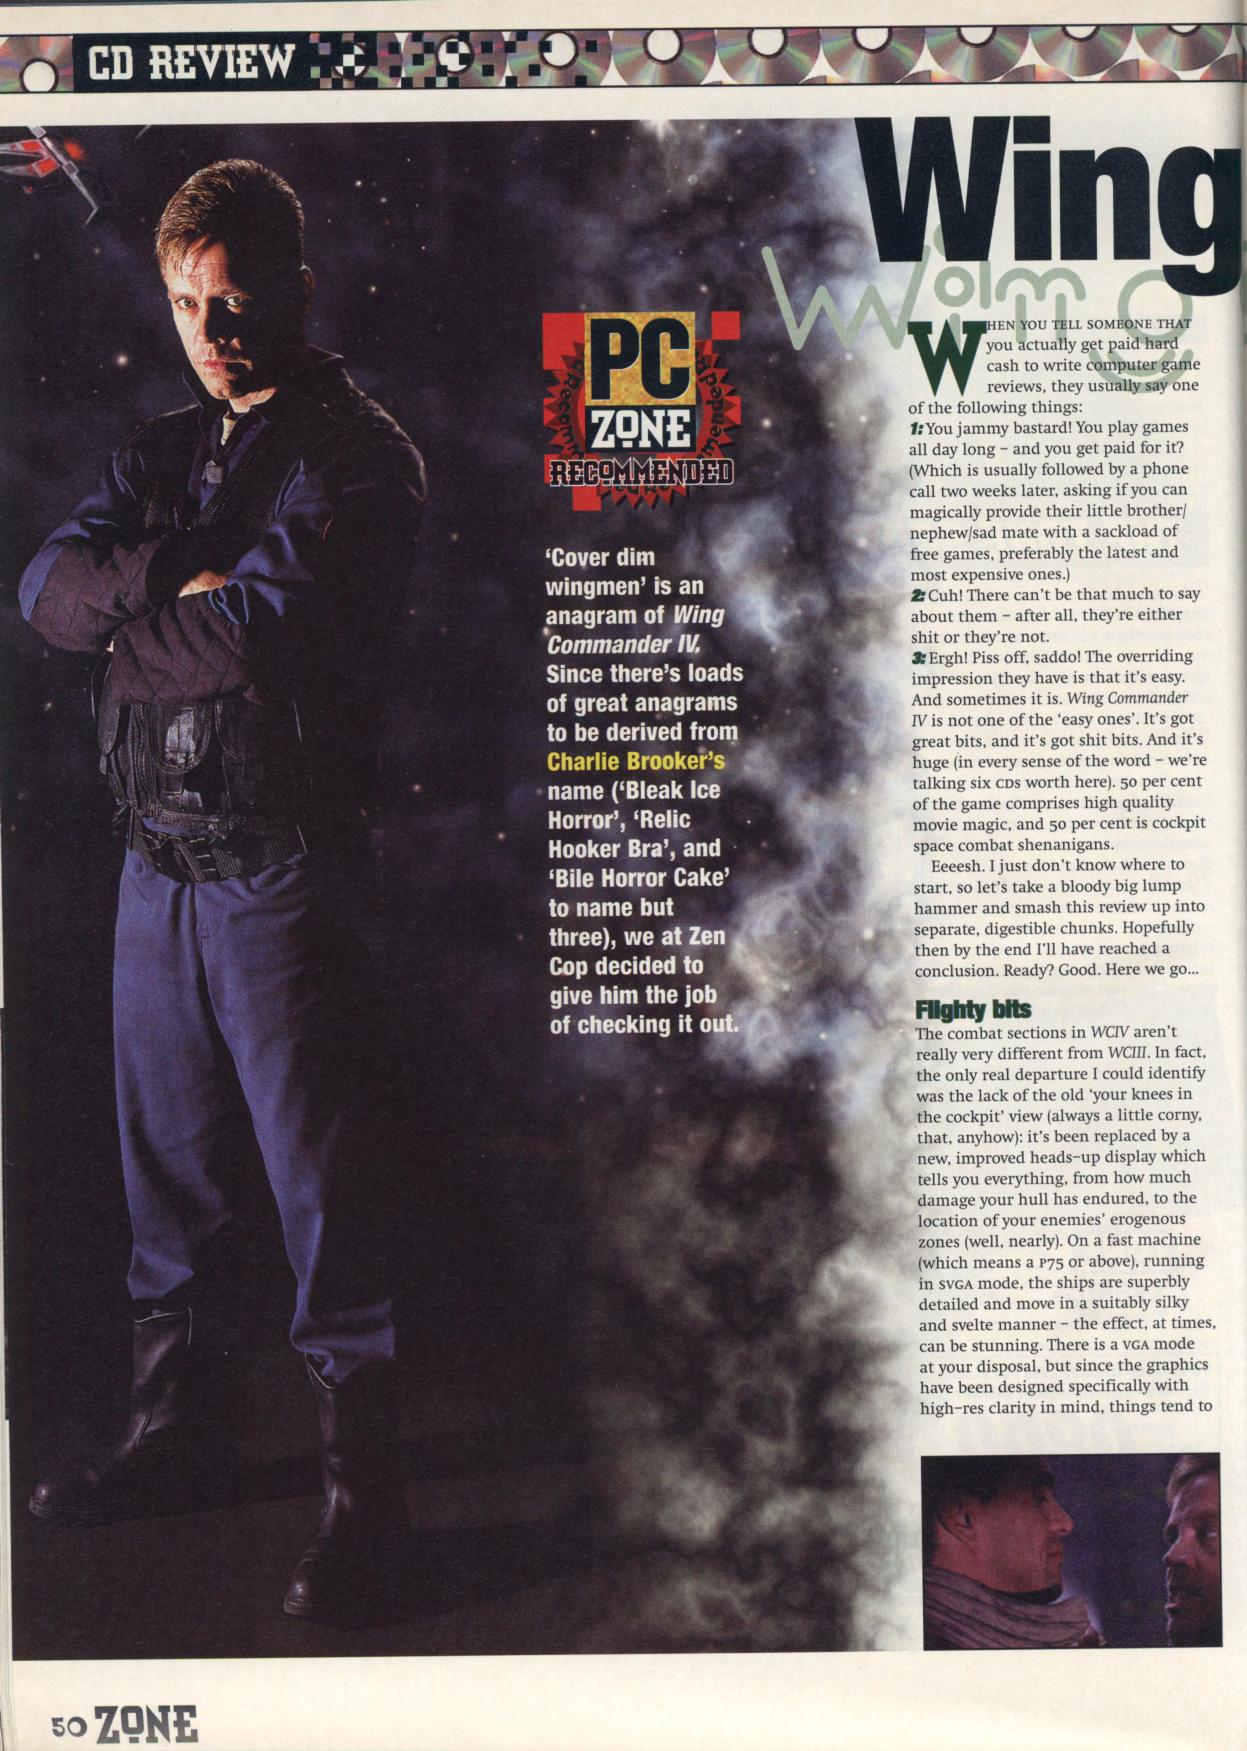 CD REVIEW
Wing
Wing
PC
ZONE
Recommended
RECOMMENDED
'Cover dim
wingmen' is an
anagram of Wing
Commander IV.
Since there's loads
of great anagrams
to be derived from
Charlie Brooker's
name ('Bleak Ice
Horror', 'Relic
Hooker Bra', and
'Bile Horror Cake'
to name but
three), we at Zen
Cop decided to
give him the job
of checking it out.
WHEN YOU TELL SOMEONE THAT
you actually get paid hard
cash to write computer game
reviews, they usually say one
of the following things:
1: You jammy bastard! You play games
all day long – and you get paid for it?
(Which is usually followed by a phone
call two weeks later, asking if you can
magically provide their little brother/
nephew/sad mate with a sackload of
free games, preferably the latest and
most expensive ones.)
2: Cuh! There can't be that much to say
about them – after all, they're either
shit or they're not.
3: Ergh! Piss off, saddo! The overriding
impression they have is that it's easy.
And sometimes it is. Wing Commander
IV is not one of the 'easy ones'. It's got
great bits, and it's got shit bits. And it's
huge (in every sense of the word – we're
talking six CDs worth here). 50 per cent
of the game comprises high quality
movie magic, and 50 per cent is cockpit
space combat shenanigans.
Eeeesh. I just don't know where to
start, so let's take a bloody big lump
hammer and smash this review up into
separate, digestible chunks. Hopefully
then by the end I'll have reached a
conclusion. Ready? Good. Here we go...
Flighty bits
The combat sections in WCIV aren't
really very different from WCIII. In fact,
the only real departure I could identify
was the lack of the old 'your knees in
the cockpit' view (always a little corny,
that, anyhow): it's been replaced by a
new, improved heads-up display which
tells you everything, from how much
damage your hull has endured, to the
location of your enemies' erogenous
zones (well, nearly). On a fast machine
(which means a P75 or above), running
in SVGA mode, the ships are superbly
detailed and move in a suitably silky
and svelte manner – the effect, at times,
can be stunning. There is a VGA mode
at your disposal, but since the graphics
have been designed specifically with
high-res clarity in mind, things tend to
50 ZONE